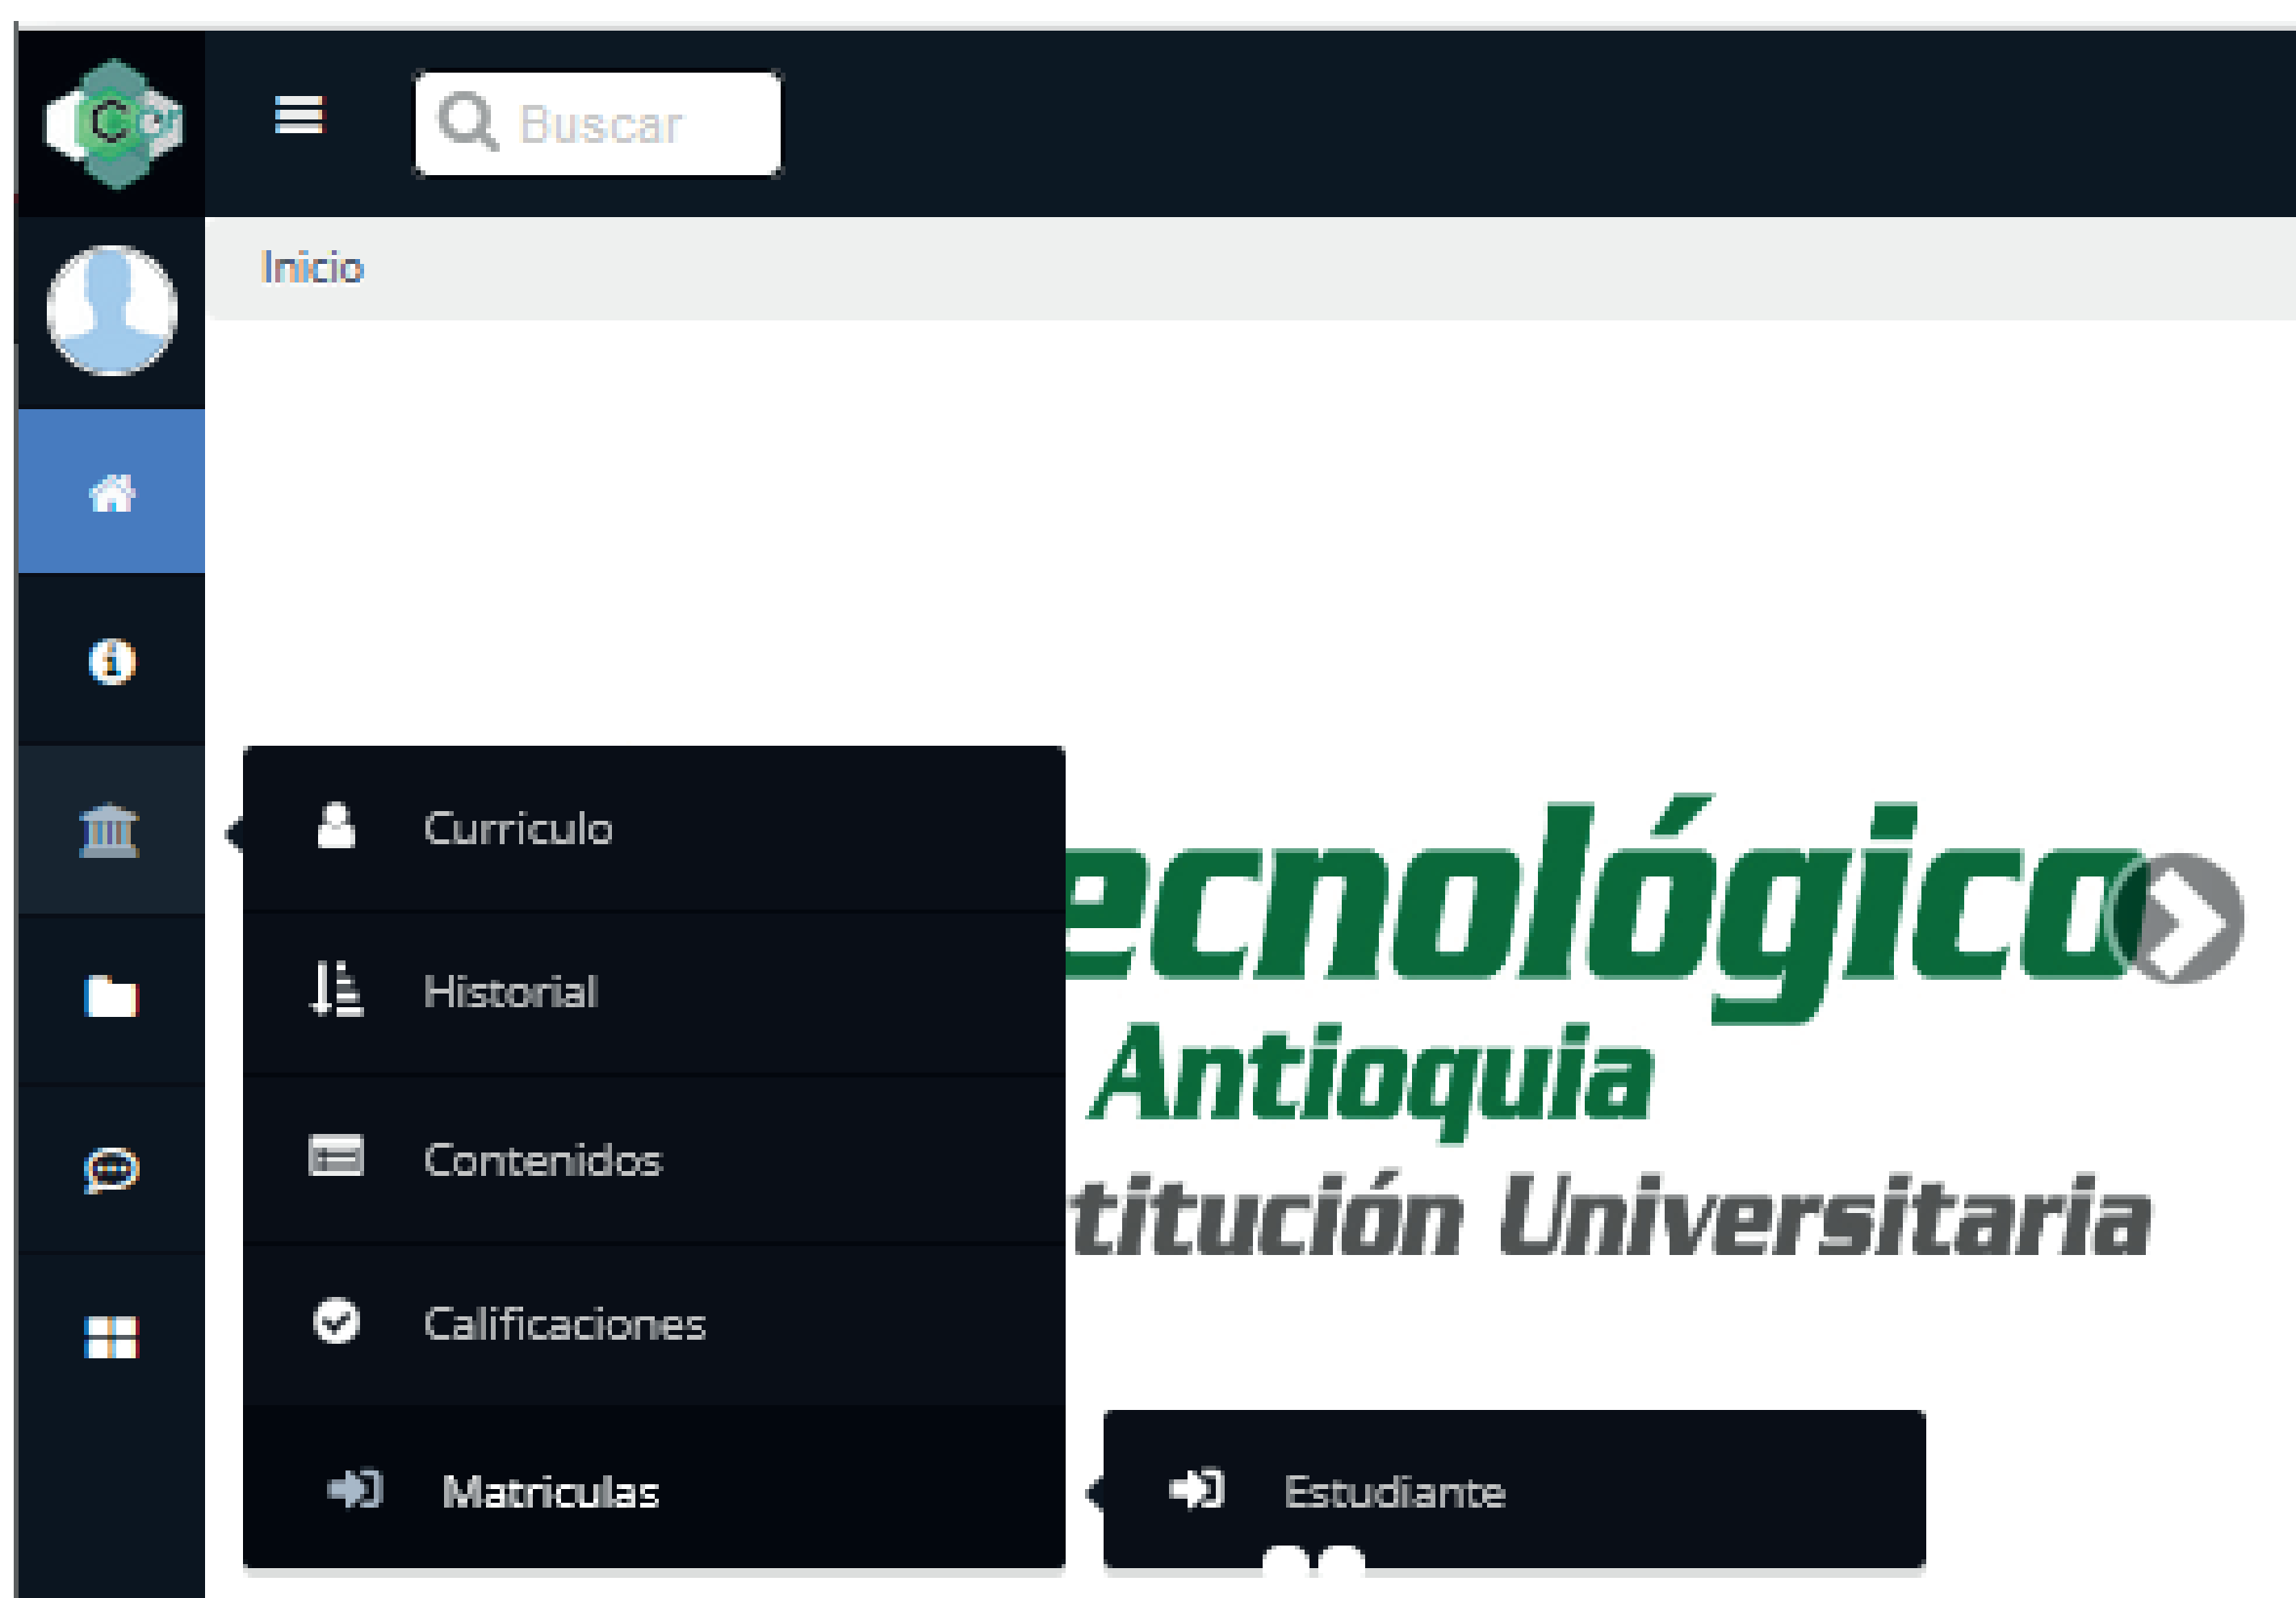 Buscar
Inicio
Curriculo
Historial
Contenidos
Calificaciones
Matriculas
Estudiante
ecnológico
Antioquia
titución Universitaria